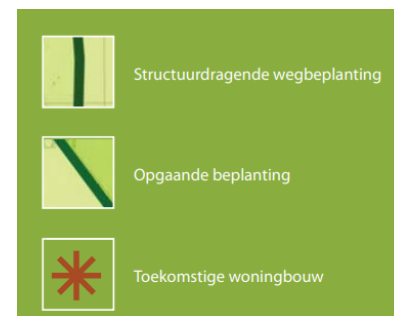 Structuurdragende wegbeplanting
Opgaande beplanting
Toekomstige woningbouw